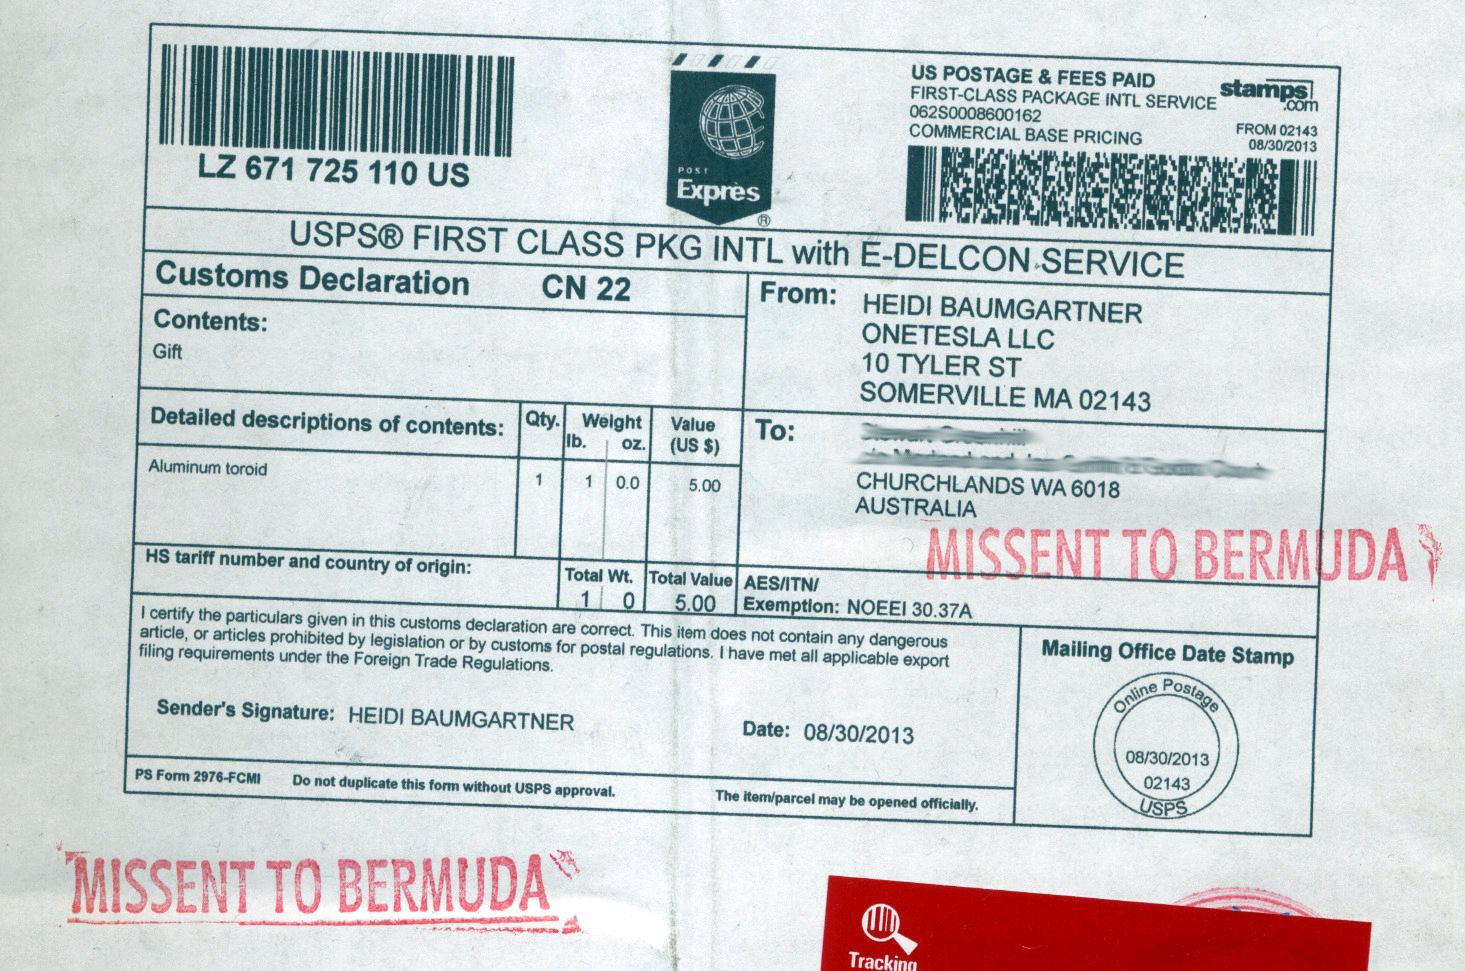 LZ 671 725 110 US
POST
Exprès
®
US POSTAGE & FEES PAID
FIRST-CLASS PACKAGE INTL SERVICE
062S0008600162
COMMERCIAL BASE PRICING
stamps
.com
FROM 02143
08/30/2013
USPS® FIRST CLASS PKG INTL with E-DELCON SERVICE
Customs Declaration CN 22
Contents:
Gift
From: HEIDI BAUMGARTNER
ONETESLA LLC
10 TYLER ST
SOMERVILLE MA 02143
Detailed descriptions of contents: Qty. Weight lb. oz. Value (US $)
Aluminum toroid 1 1 0.0 5.00
To:
CHURCHLANDS WA 6018
AUSTRALIA
MISSENT TO BERMUDA
HS tariff number and country of origin:
Total Wt. Total Value
1 0 5.00
AES/ITN/
Exemption: NOEEI 30.37A
I certify the particulars given in this customs declaration are correct. This item does not contain any dangerous
article, or articles prohibited by legislation or by customs for postal regulations. I have met all applicable export
filing requirements under the Foreign Trade Regulations.
Sender's Signature: HEIDI BAUMGARTNER
Date: 08/30/2013
Mailing Office Date Stamp
Online Postage
08/30/2013
02143
USPS
PS Form 2976-FCMI Do not duplicate this form without USPS approval. The item/parcel may be opened officially.
MISSENT TO BERMUDA
Tracking